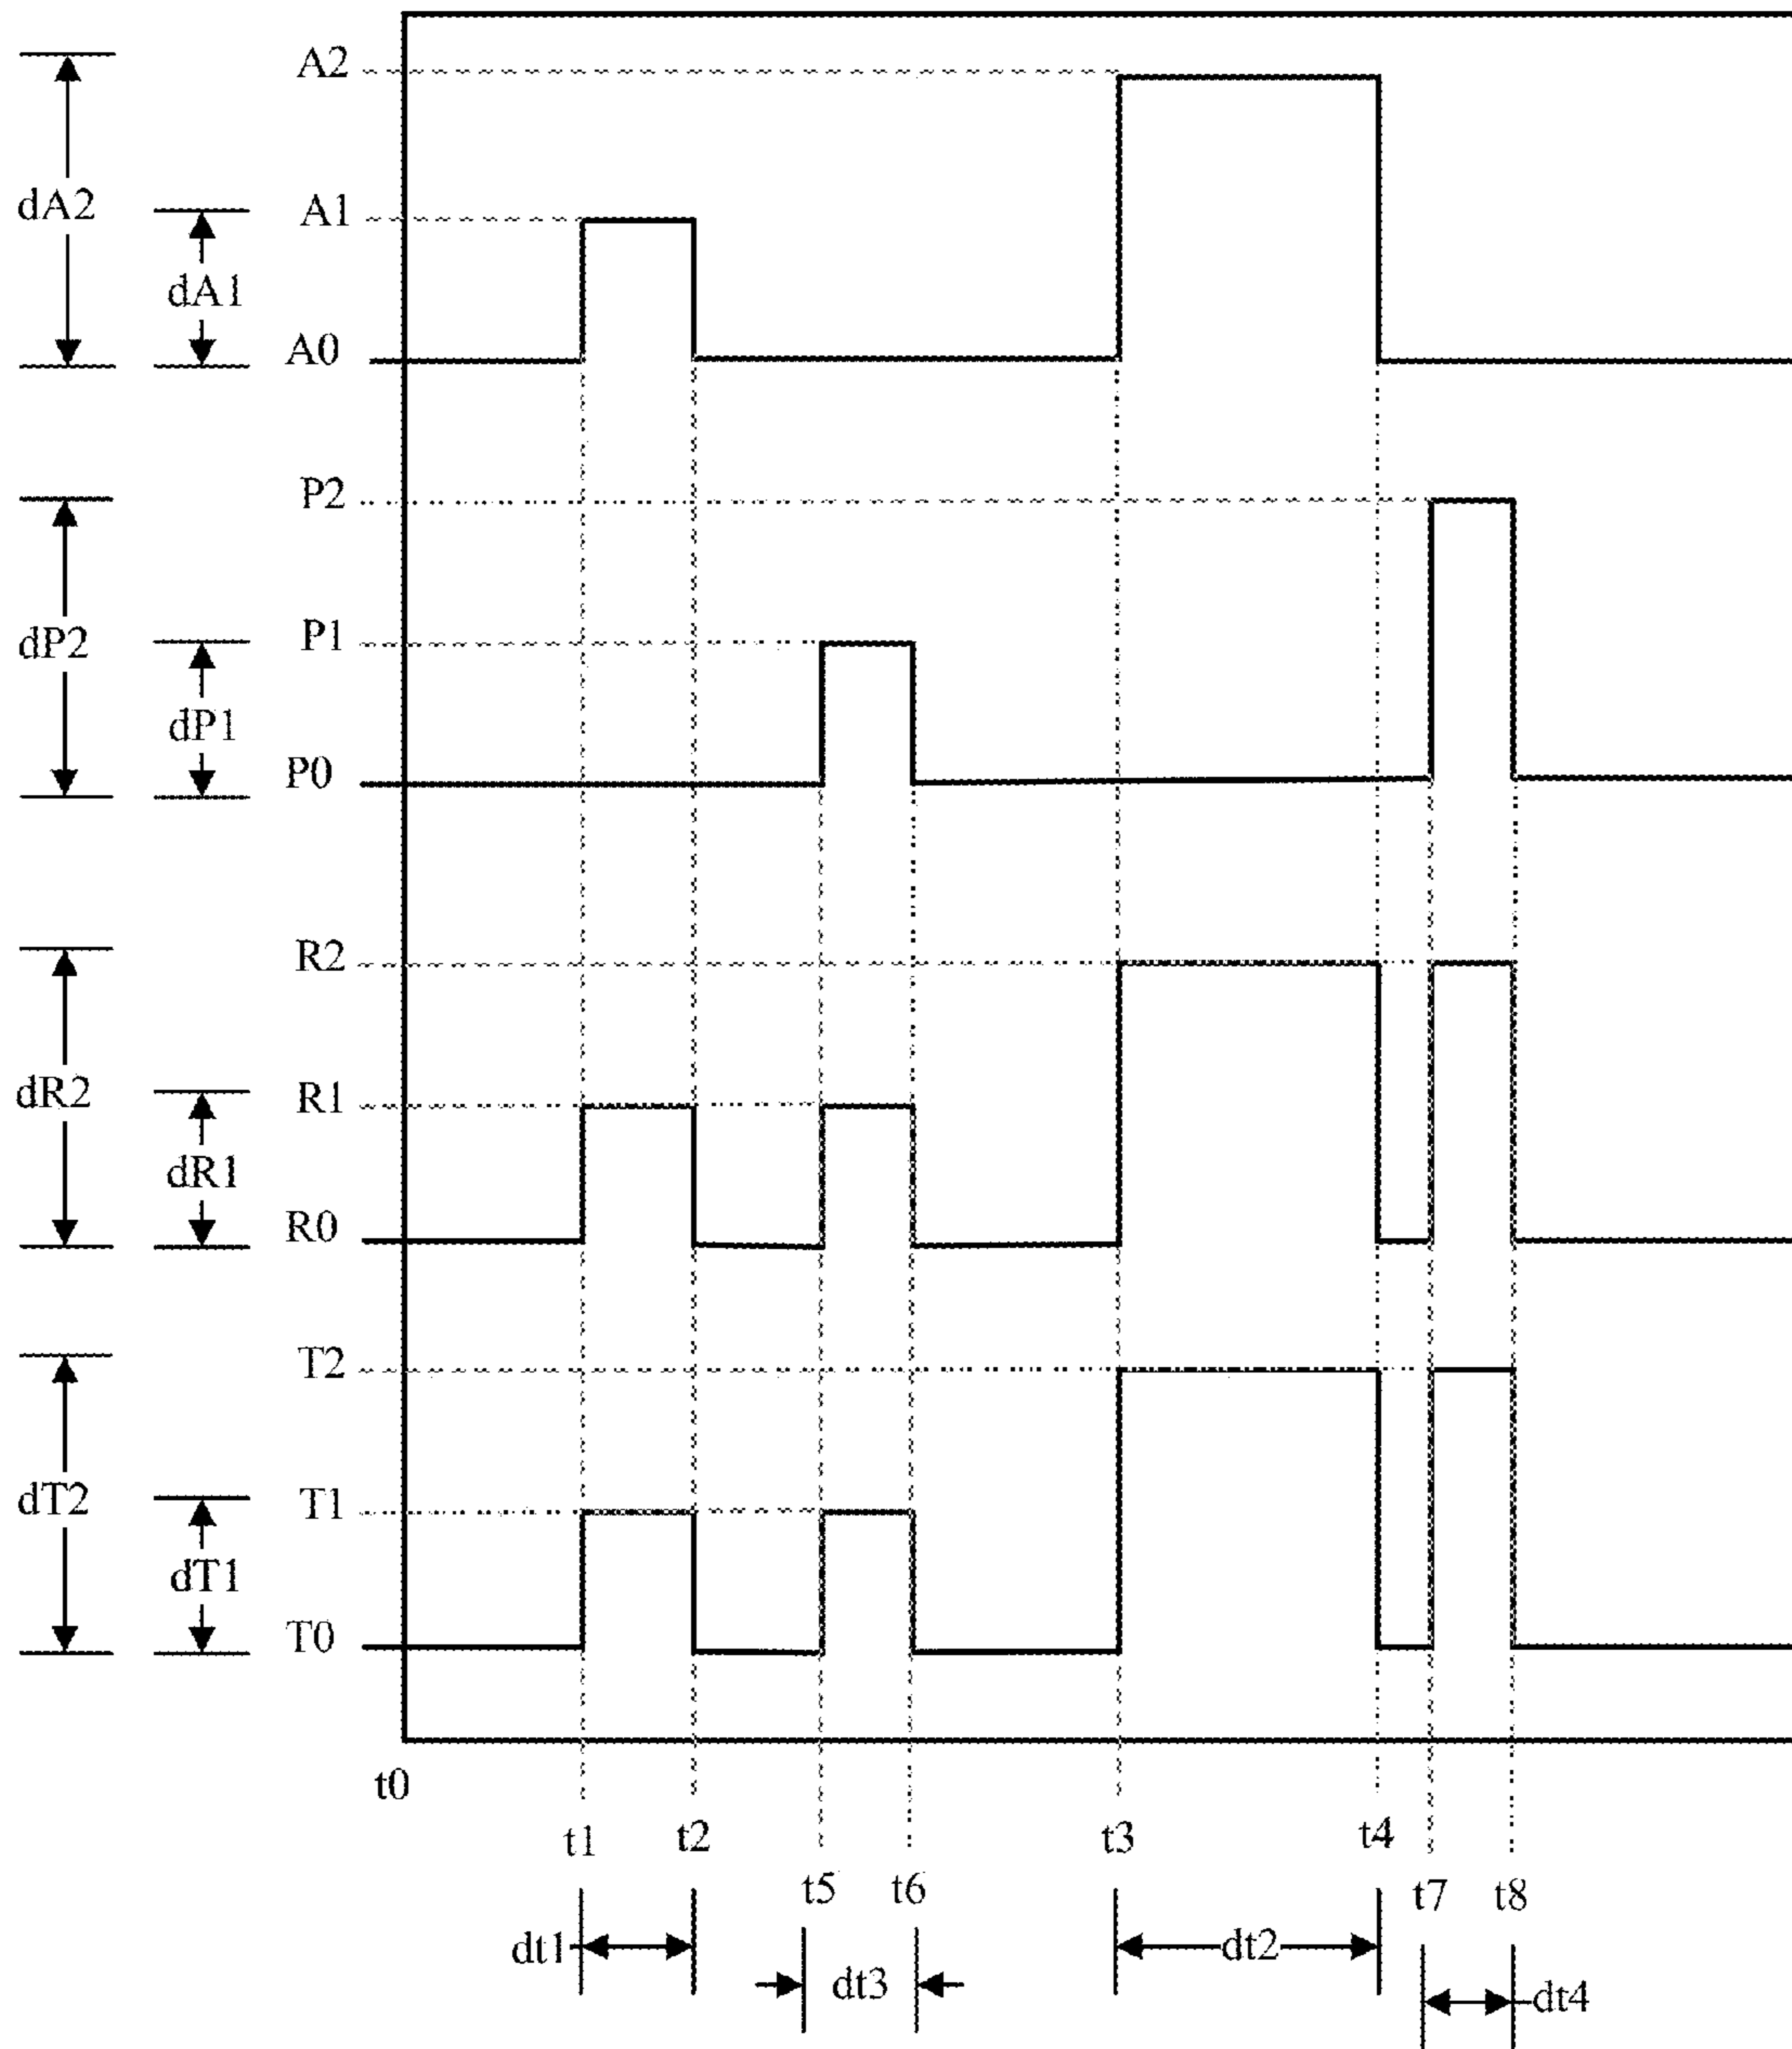 A2
dA2
A1
dA1
A0
P2
dP2
P1
dP1
P0
R2
dR2
R1
dR1
R0
T2
dT2
T1
dT1
T0
t0
t1
t2
t3
t4
t5
t6
t7
t8
dt1
dt2
dt3
dt4